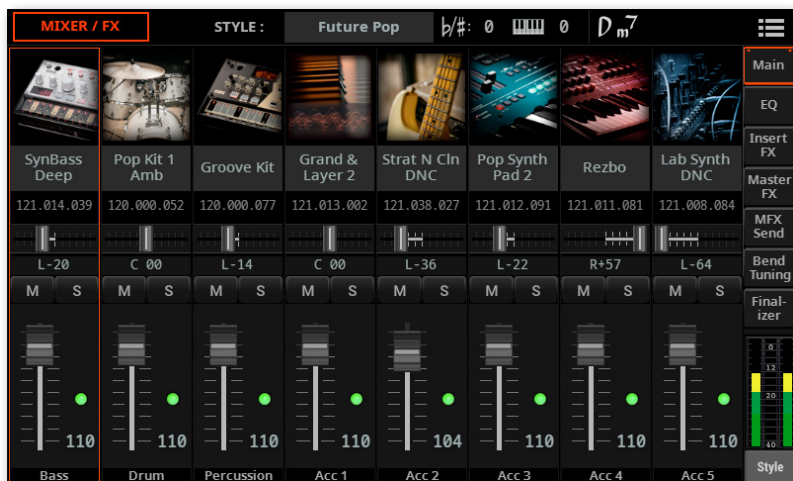 MIXER / FX STYLE : Future Pop ♭/#: 0 0 D m7
Main
EQ
Insert FX
Master FX
MFX Send
Bend Tuning
Final-izer
SynBass Deep
Pop Kit 1 Amb
Groove Kit
Grand & Layer 2
Strat N Cln DNC
Pop Synth Pad 2
Rezbo
Lab Synth DNC
121.014.039 120.000.052 120.000.077 121.013.002 121.038.027 121.012.091 121.011.081 121.008.084
L-20 C 00 L-14 C 00 L-36 L-22 R+57 L-64
M S M S M S M S M S M S M S M S
110 110 110 110 104 110 110 110
0
12
20
40
Bass Drum Percussion Acc 1 Acc 2 Acc 3 Acc 4 Acc 5
Style